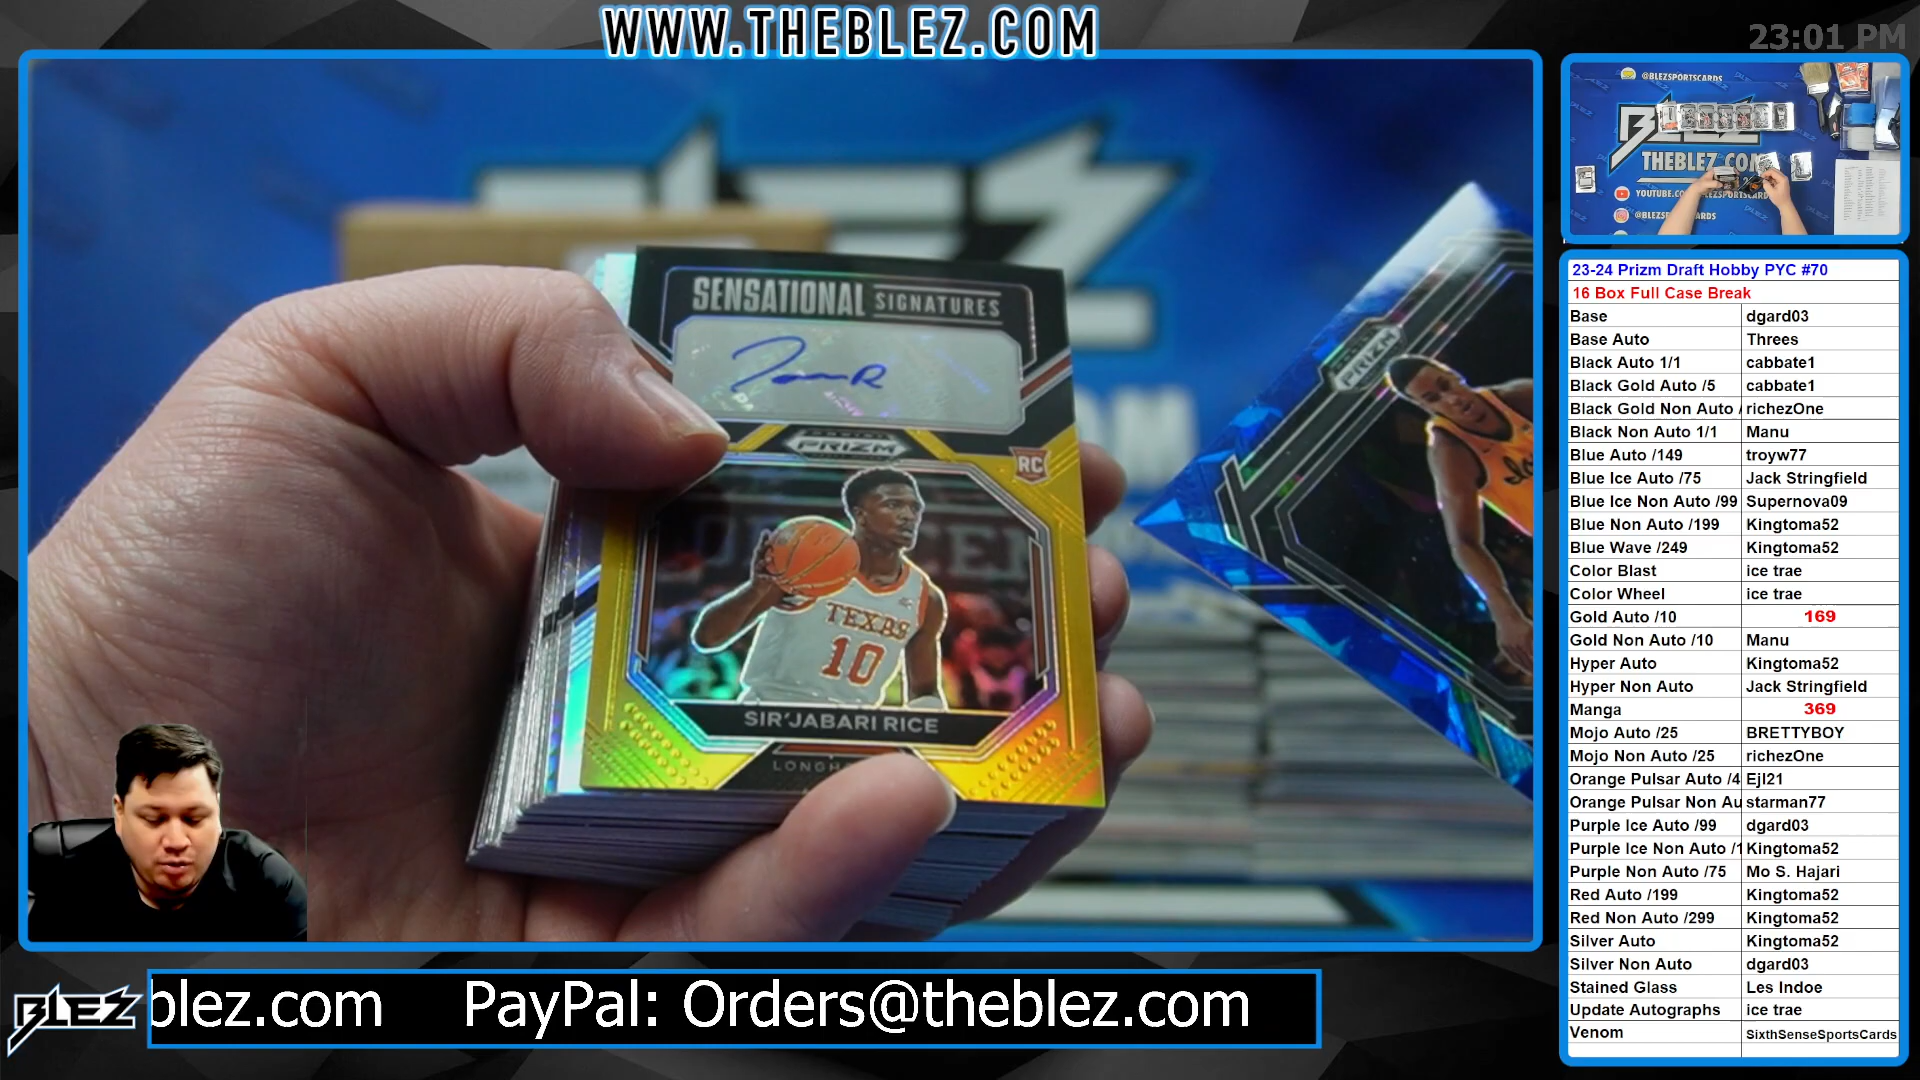 WWW.THEBLEZ.COM
23:01 PM
@BLEZSPORTSCARDS
THEBLEZ.COM
SENSATIONAL SIGNATURES
PRIZM
RC
TEXAS
10
SIR'JABARI RICE
PRIZM
23-24 Prizm Draft Hobby PYC #70
16 Box Full Case Break
Base dgard03
Base Auto Threes
Black Auto 1/1 cabbate1
Black Gold Auto /5 cabbate1
Black Gold Non Auto richezOne
Black Non Auto 1/1 Manu
Blue Auto /149 troyw77
Blue Ice Auto /75 Jack Stringfield
Blue Ice Non Auto /99 Supernova09
Blue Non Auto /199 Kingtoma52
Blue Wave /249 Kingtoma52
Color Blast ice trae
Color Wheel ice trae
Gold Auto /10 169
Gold Non Auto /10 Manu
Hyper Auto Kingtoma52
Hyper Non Auto Jack Stringfield
Manga 369
Mojo Auto /25 BRETTYBOY
Mojo Non Auto /25 richezOne
Orange Pulsar Auto /4 Ejl21
Orange Pulsar Non Au starman77
Purple Ice Auto /99 dgard03
Purple Ice Non Auto /1 Kingtoma52
Purple Non Auto /75 Mo S. Hajari
Red Auto /199 Kingtoma52
Red Non Auto /299 Kingtoma52
Silver Auto Kingtoma52
Silver Non Auto dgard03
Stained Glass Les Indoe
Update Autographs ice trae
Venom SixthSenseSportsCards
BLEZ
blez.com PayPal: Orders@theblez.com